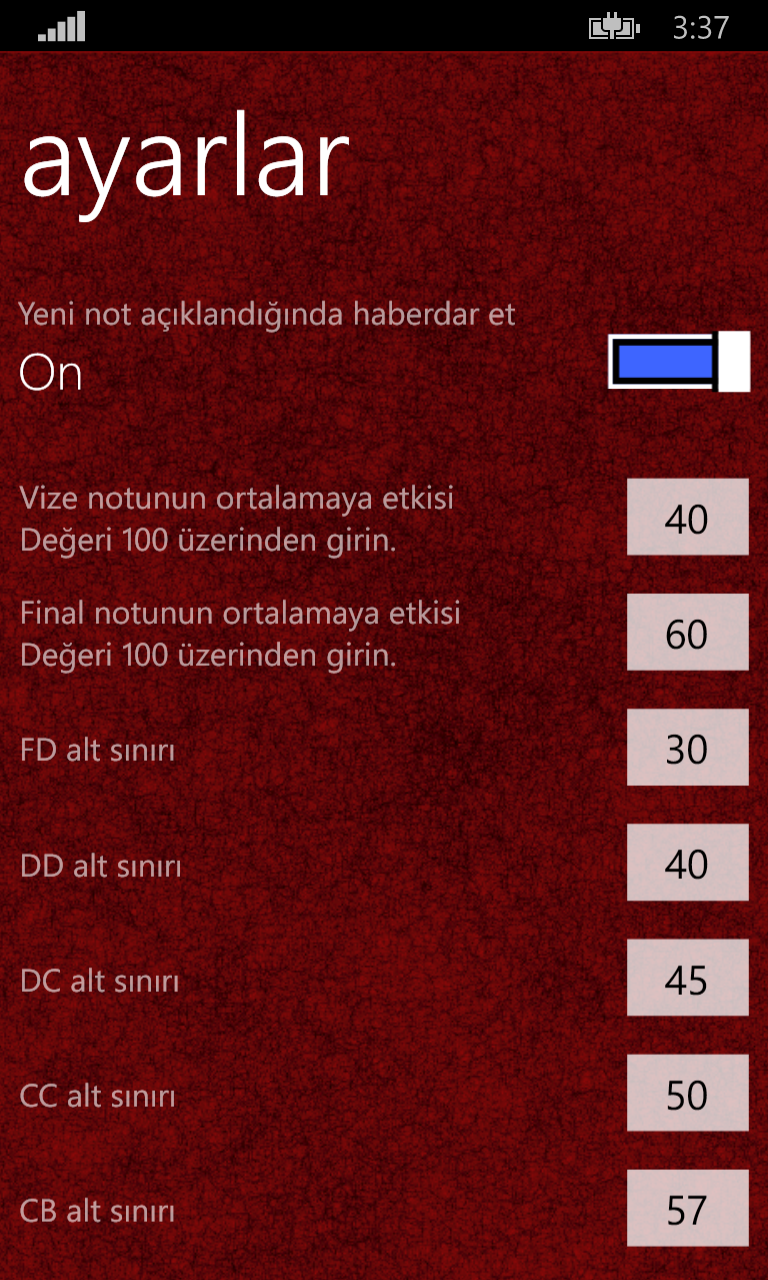 3:37
ayarlar
Yeni not açıklandığında haberdar et
On
Vize notunun ortalamaya etkisi
Değeri 100 üzerinden girin.
40
Final notunun ortalamaya etkisi
Değeri 100 üzerinden girin.
60
FD alt sınırı
30
DD alt sınırı
40
DC alt sınırı
45
CC alt sınırı
50
CB alt sınırı
57